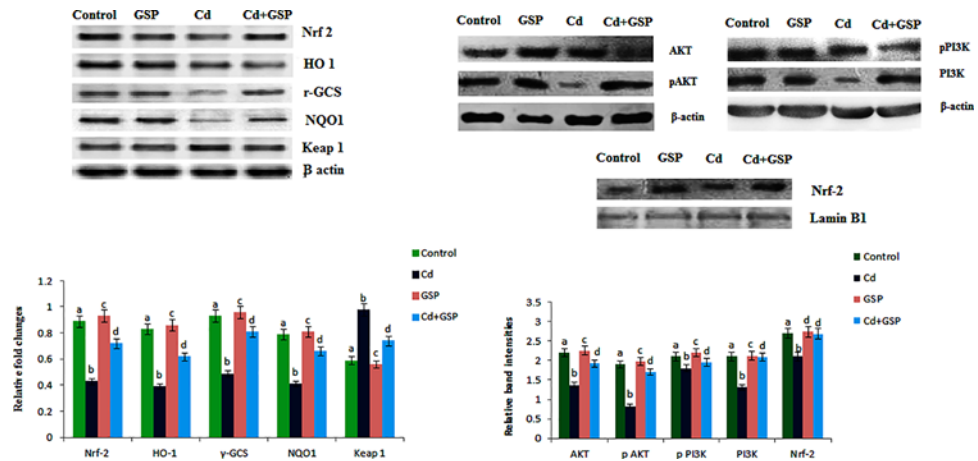 Control GSP Cd Cd+GSP
Nrf 2
HO 1
r-GCS
NQO1
Keap 1
β actin
Control GSP Cd Cd+GSP
AKT
pAKT
β-actin
Control GSP Cd Cd+GSP
pPI3K
PI3K
β-actin
Control GSP Cd Cd+GSP
Nrf-2
Lamin B1
Relative fold changes
1.2
1
0.8
0.6
0.4
0.2
0
a b c d
a b c d
a b c d
a b c d
a b c d
Nrf-2 HO-1 γ-GCS NQO1 Keap 1
Control
Cd
GSP
Cd+GSP
Relative band intensities
3.5
3
2.5
2
1.5
1
0.5
0
a b c d
a b c d
a b c d
a b c d
a b c d
AKT p AKT p PI3K PI3K Nrf-2
Control
Cd
GSP
Cd+GSP